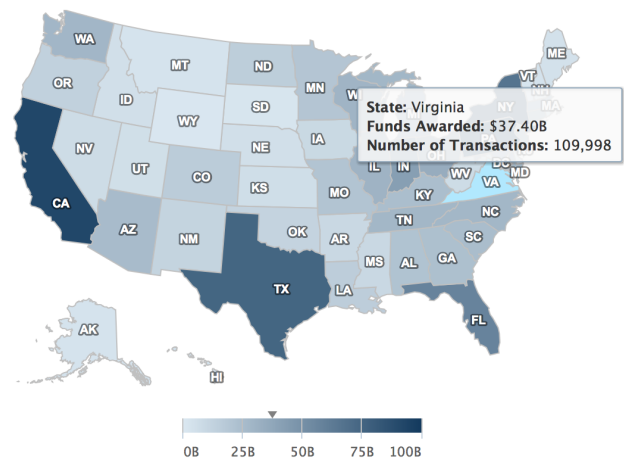 WA
ME
MT
ND
VT
OR
MN
NH
ID
W
State: Virginia
SD
NY
MA
WY
Funds Awarded: $37.40B
IA
PA
NV
NE
Number of Transactions: 109,998
OH
UT
IL
IN
DC
CO
WV
MD
KS
VA
MO
KY
CA
NC
TN
AZ
OK
NM
AR
SC
MS
AL
GA
TX
LA
FL
AK
HI
0B 25B 50B 75B 100B